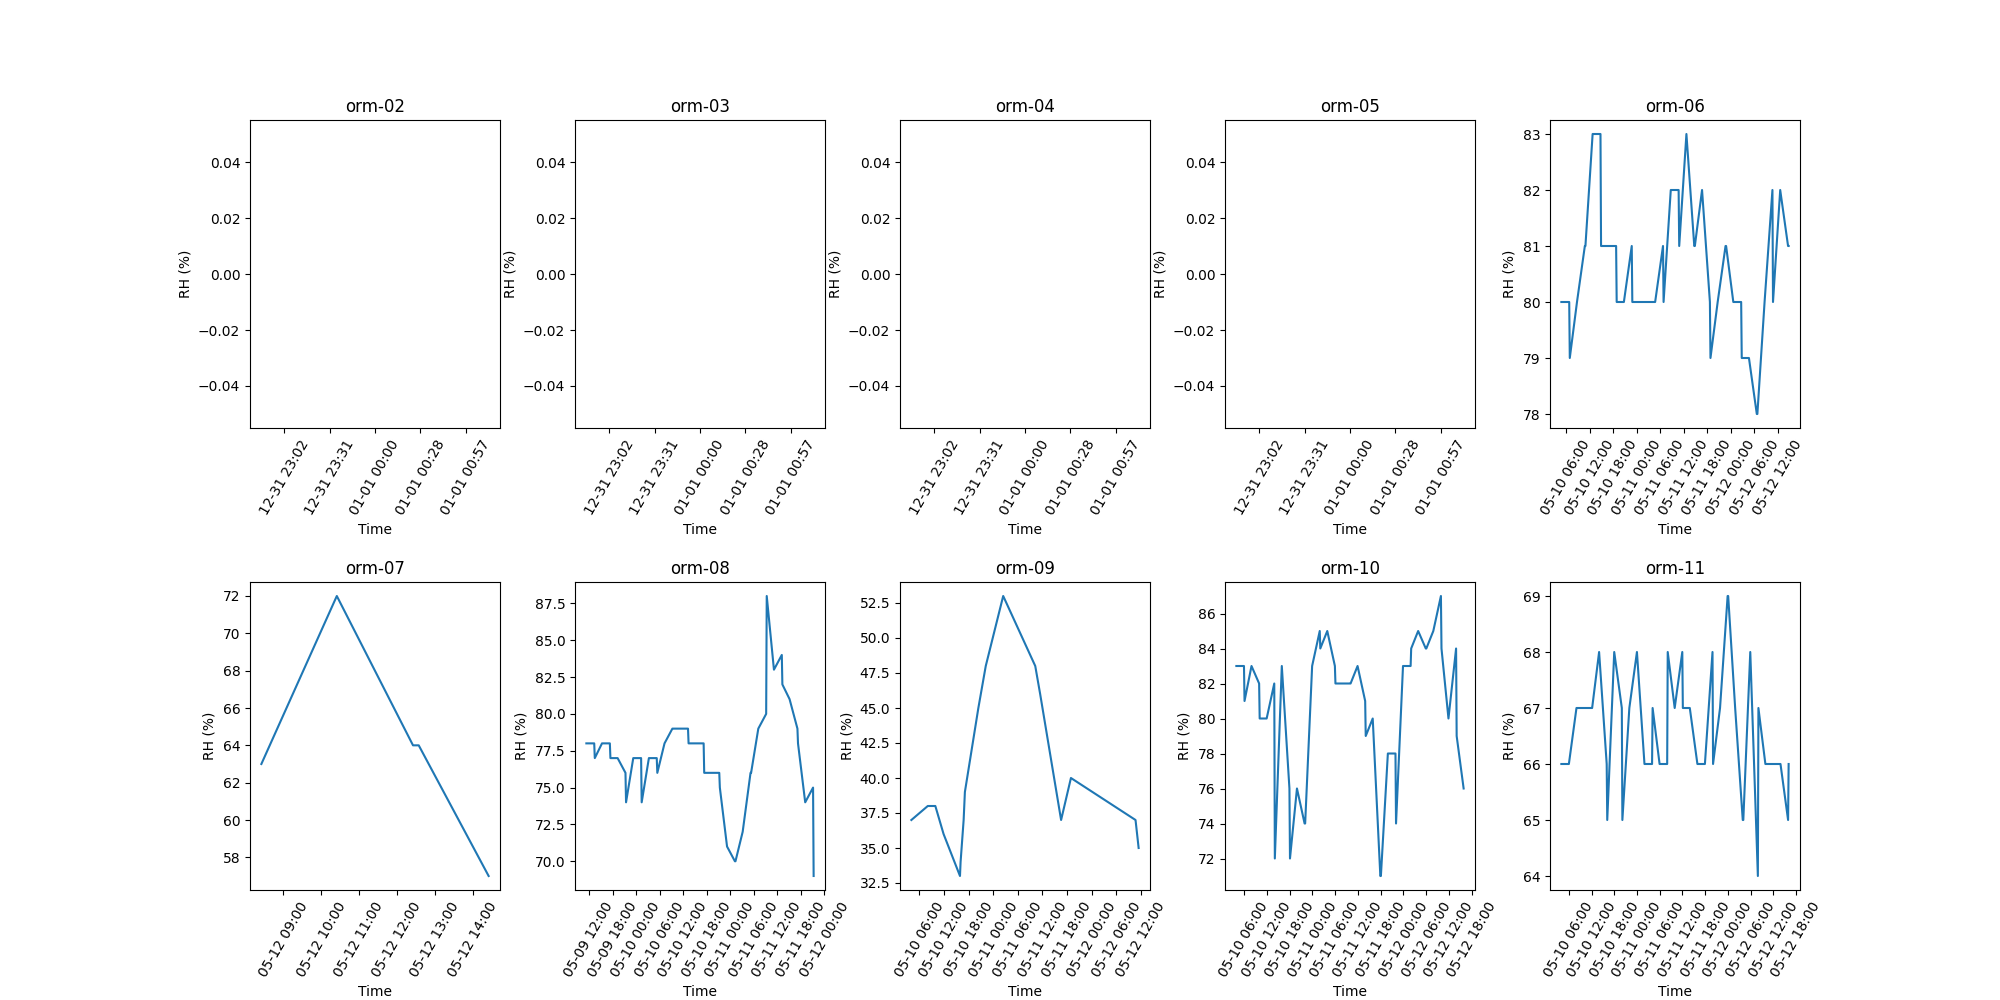 orm-02 orm-03 orm-04 orm-05 orm-06
RH (%)
0.04
0.02
0.00
−0.02
−0.04
12-31 23:02 12-31 23:31 01-01 00:00 01-01 00:28 01-01 00:57
Time
RH (%)
0.04
0.02
0.00
−0.02
−0.04
12-31 23:02 12-31 23:31 01-01 00:00 01-01 00:28 01-01 00:57
Time
RH (%)
0.04
0.02
0.00
−0.02
−0.04
12-31 23:02 12-31 23:31 01-01 00:00 01-01 00:28 01-01 00:57
Time
RH (%)
0.04
0.02
0.00
−0.02
−0.04
12-31 23:02 12-31 23:31 01-01 00:00 01-01 00:28 01-01 00:57
Time
RH (%)
83
82
81
80
79
78
05-10 06:00 05-10 12:00 05-10 18:00 05-11 00:00 05-11 06:00 05-11 12:00 05-11 18:00 05-12 00:00 05-12 06:00 05-12 12:00
Time
orm-07 orm-08 orm-09 orm-10 orm-11
RH (%)
72
70
68
66
64
62
60
58
05-12 09:00 05-12 10:00 05-12 11:00 05-12 12:00 05-12 13:00 05-12 14:00
Time
RH (%)
87.5
85.0
82.5
80.0
77.5
75.0
72.5
70.0
05-09 12:00 05-09 18:00 05-10 00:00 05-10 06:00 05-10 12:00 05-10 18:00 05-11 00:00 05-11 06:00 05-11 12:00 05-11 18:00 05-12 00:00
Time
RH (%)
52.5
50.0
47.5
45.0
42.5
40.0
37.5
35.0
32.5
05-10 06:00 05-10 12:00 05-10 18:00 05-11 00:00 05-11 06:00 05-11 12:00 05-11 18:00 05-12 00:00 05-12 06:00 05-12 12:00
Time
RH (%)
86
84
82
80
78
76
74
72
05-10 06:00 05-10 12:00 05-10 18:00 05-11 00:00 05-11 06:00 05-11 12:00 05-11 18:00 05-12 00:00 05-12 06:00 05-12 12:00 05-12 18:00
Time
RH (%)
69
68
67
66
65
64
05-10 06:00 05-10 12:00 05-10 18:00 05-11 00:00 05-11 06:00 05-11 12:00 05-11 18:00 05-12 00:00 05-12 06:00 05-12 12:00 05-12 18:00
Time